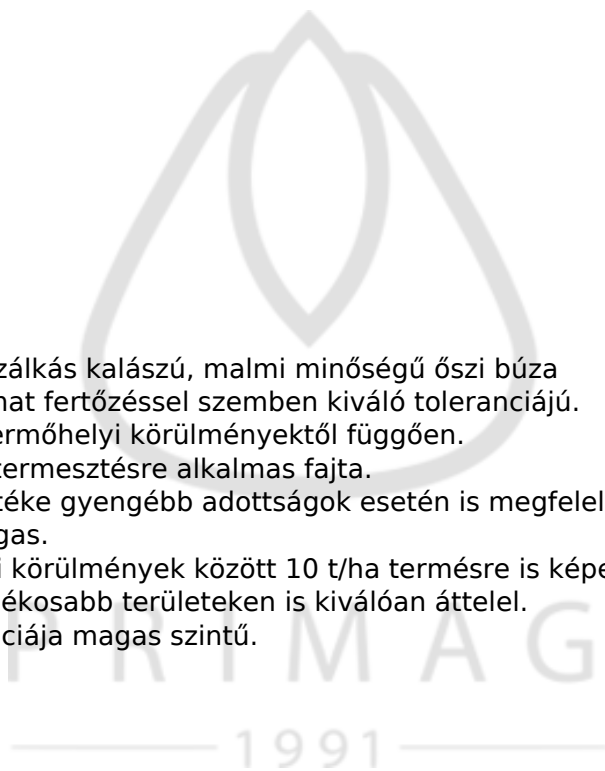 zálkás kalászú, malmi minőségű őszi búza
nat fertőzéssel szemben kiváló toleranciájú.
ermőhelyi körülményektől függően.
termesztésre alkalmas fajta.
téke gyengébb adottságok esetén is megfelel
gas.
i körülmények között 10 t/ha termésre is képe
ékosabb területeken is kiválóan áttelel.
ciája magas szintű.
PRIMAG
1991